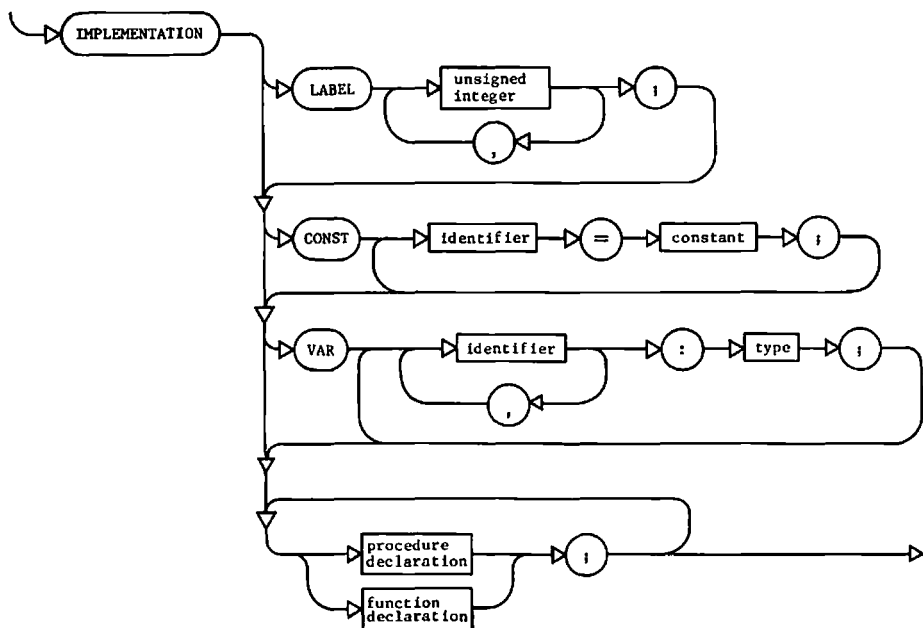 IMPLEMENTATION
LABEL
unsigned
integer
;
,
CONST
identifier
=
constant
;
VAR
identifier
:
type
;
,
procedure
declaration
;
function
declaration